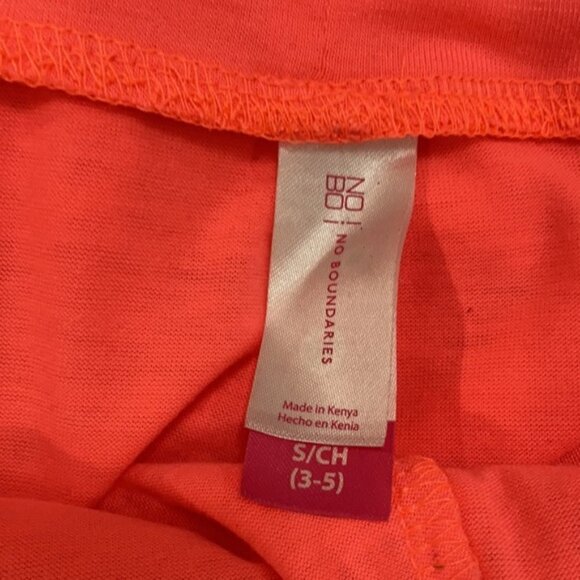 NO
BO
NO BOUNDARIES
Made in Kenya
Hecho en Kenia
S/CH
(3-5)